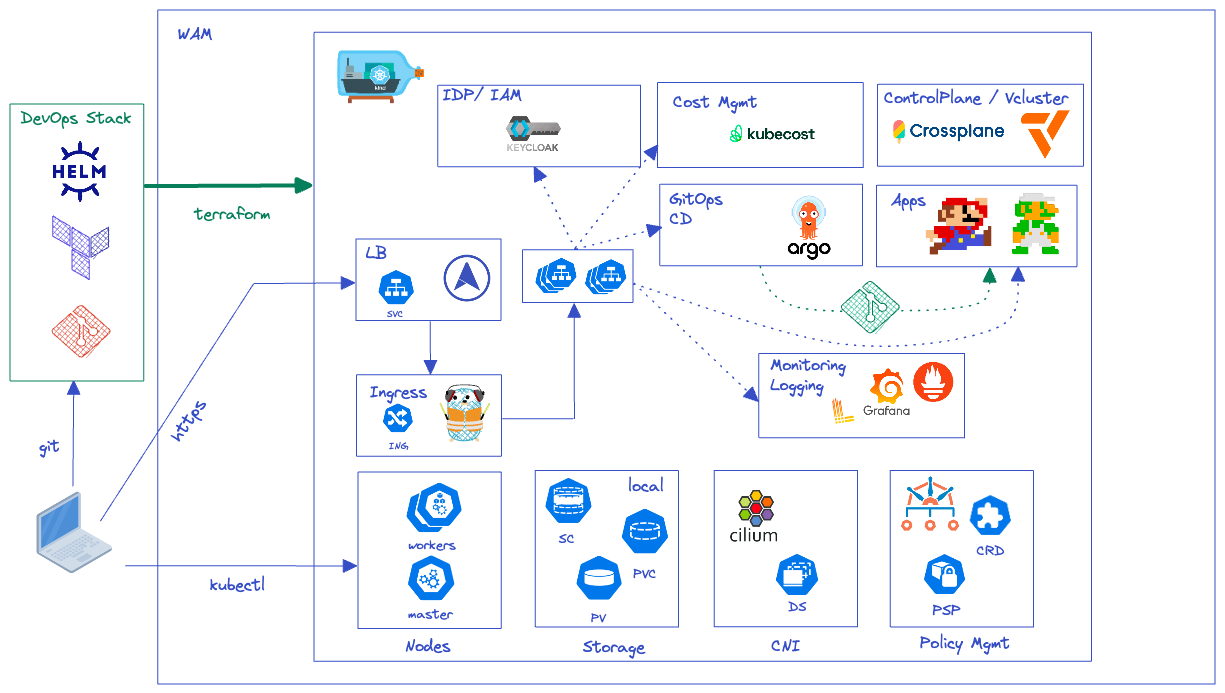 WAM
DevOps Stack
HELM
terraform
git
https
kubectl
kind
IDP/ IAM
KEYCLOAK
Cost Mgmt
kubecost
ControlPlane / Vcluster
Crossplane
GitOps
CD
argo
Apps
LB
SVC
Ingress
ING
Monitoring
Logging
Grafana
workers
master
Nodes
local
SC
PVC
PV
Storage
cilium
DS
CNI
CRD
PSP
Policy Mgmt